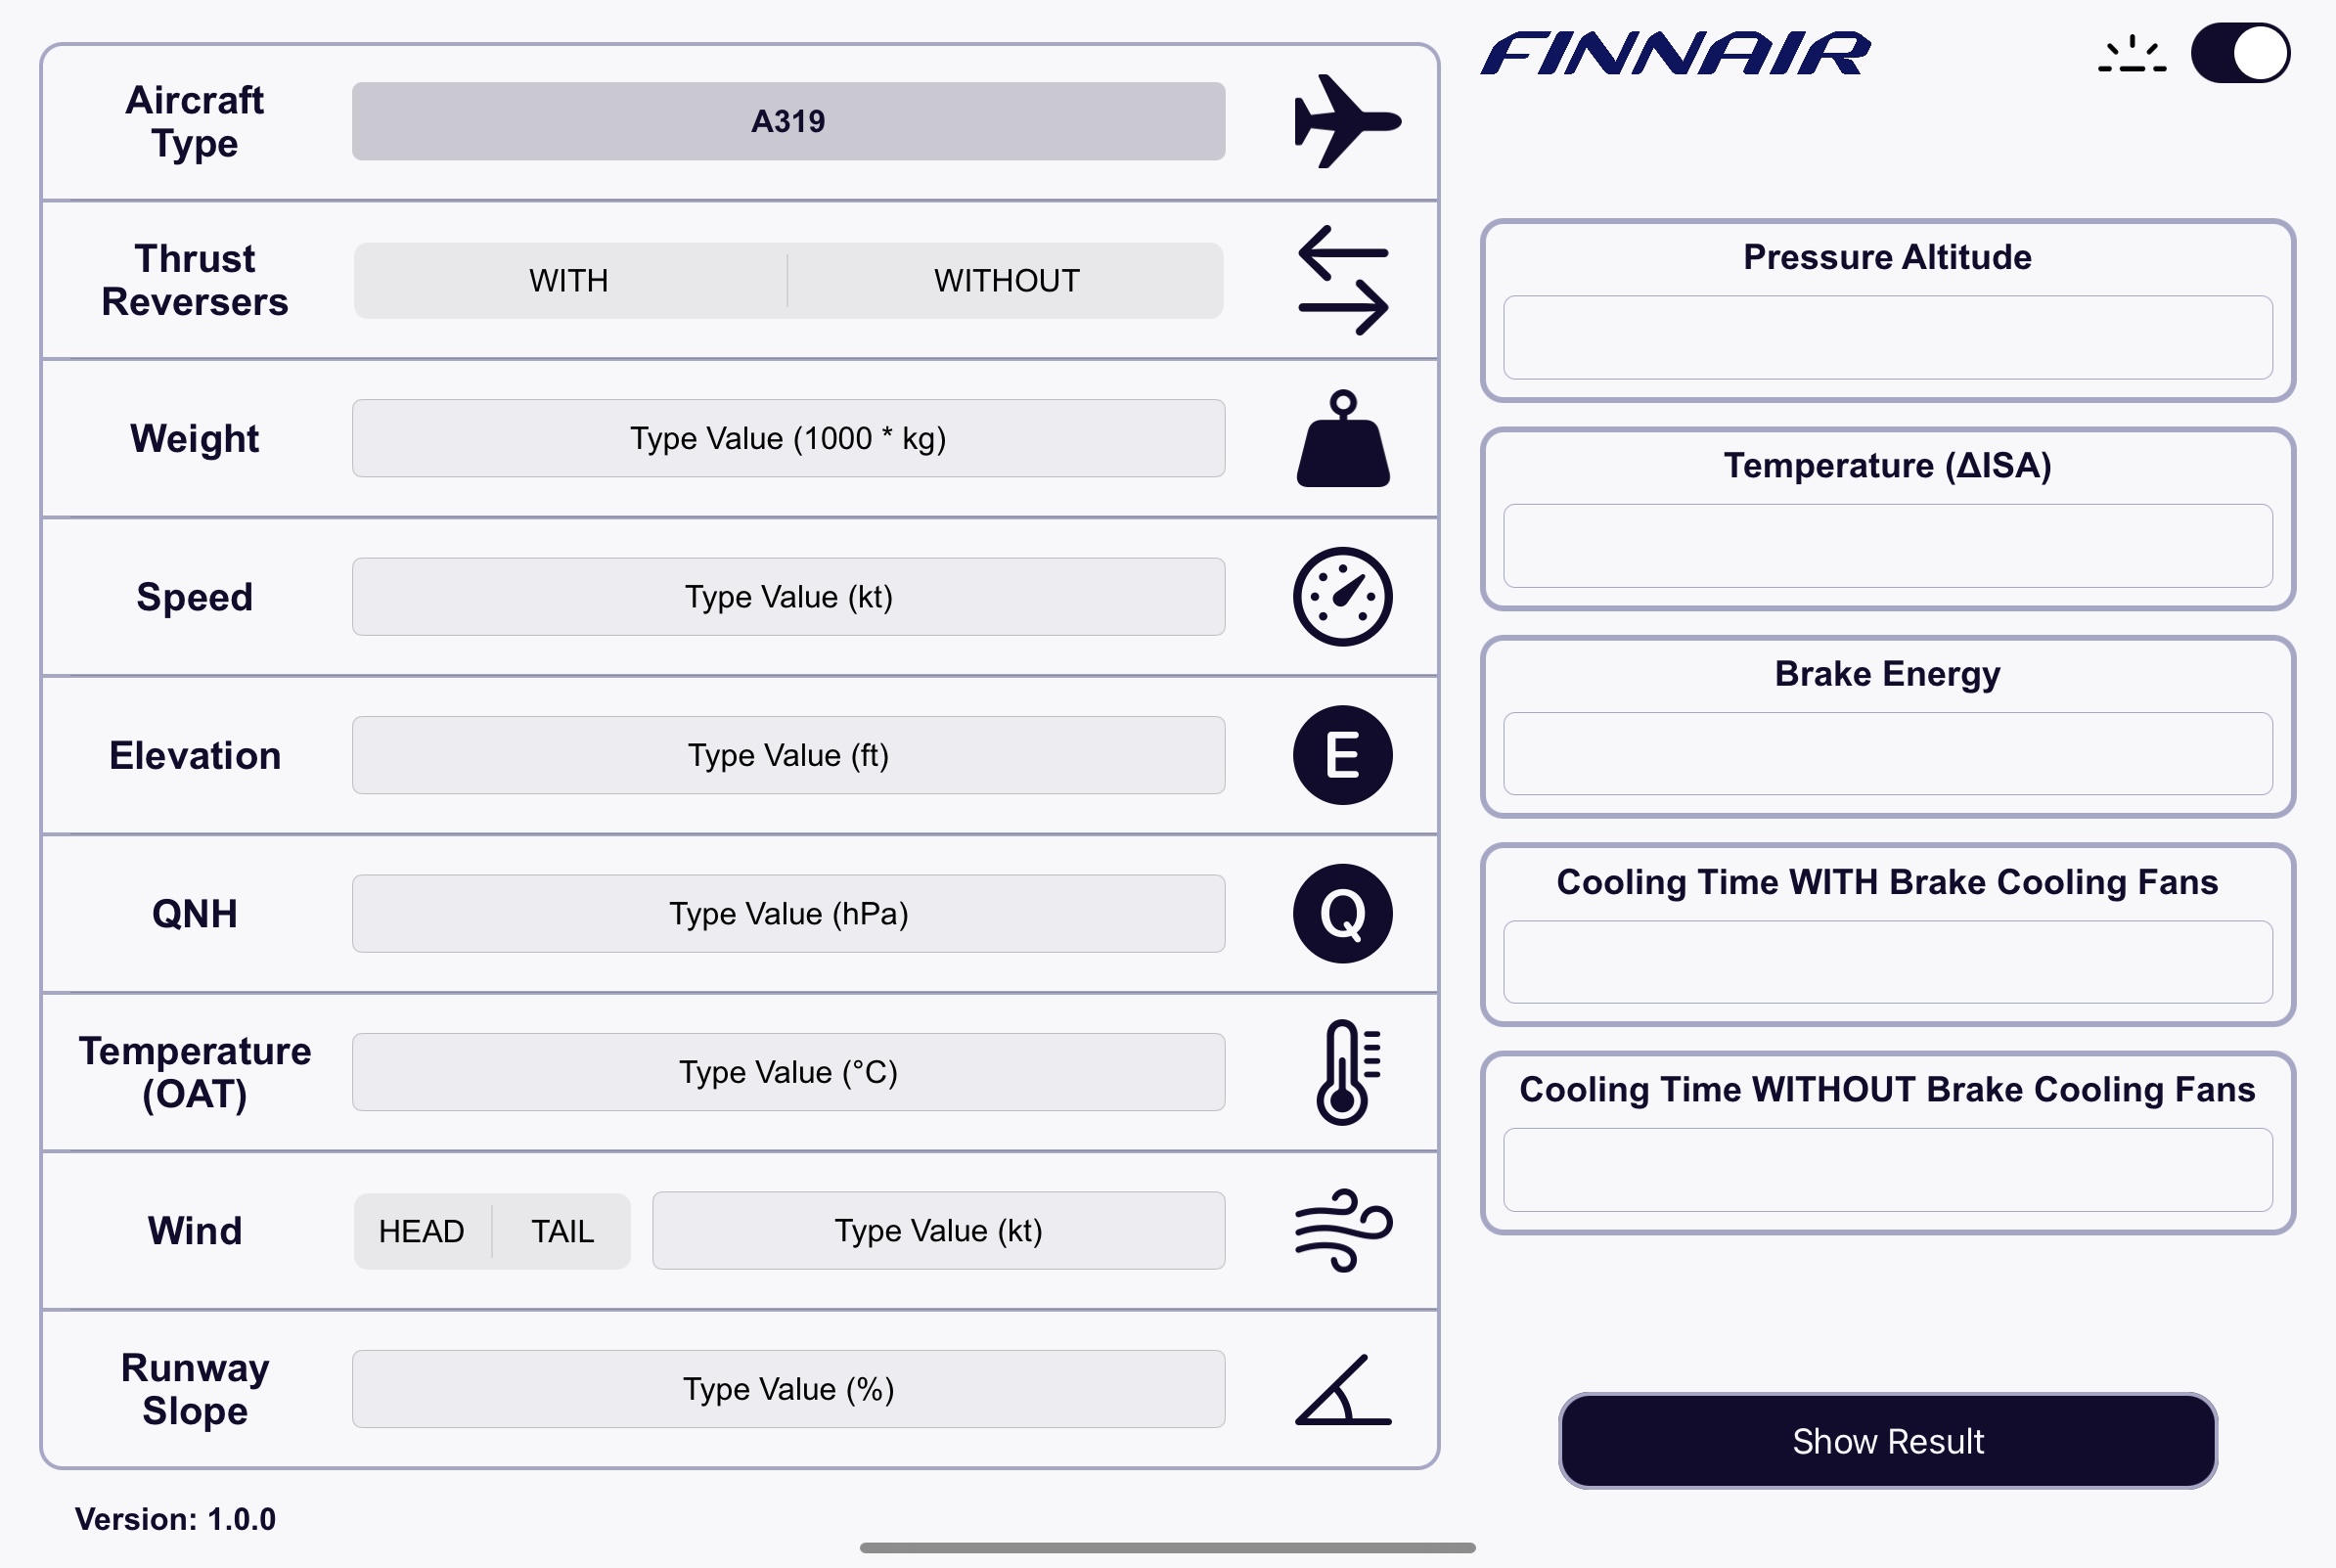 Aircraft
Type
A319
Thrust
Reversers
WITH
WITHOUT
Weight
Type Value (1000 * kg)
Speed
Type Value (kt)
Elevation
Type Value (ft)
E
QNH
Type Value (hPa)
Q
Temperature
(OAT)
Type Value (°C)
Wind
HEAD
TAIL
Type Value (kt)
Runway
Slope
Type Value (%)
Version: 1.0.0
FINNAIR
Pressure Altitude
Temperature (ΔISA)
Brake Energy
Cooling Time WITH Brake Cooling Fans
Cooling Time WITHOUT Brake Cooling Fans
Show Result